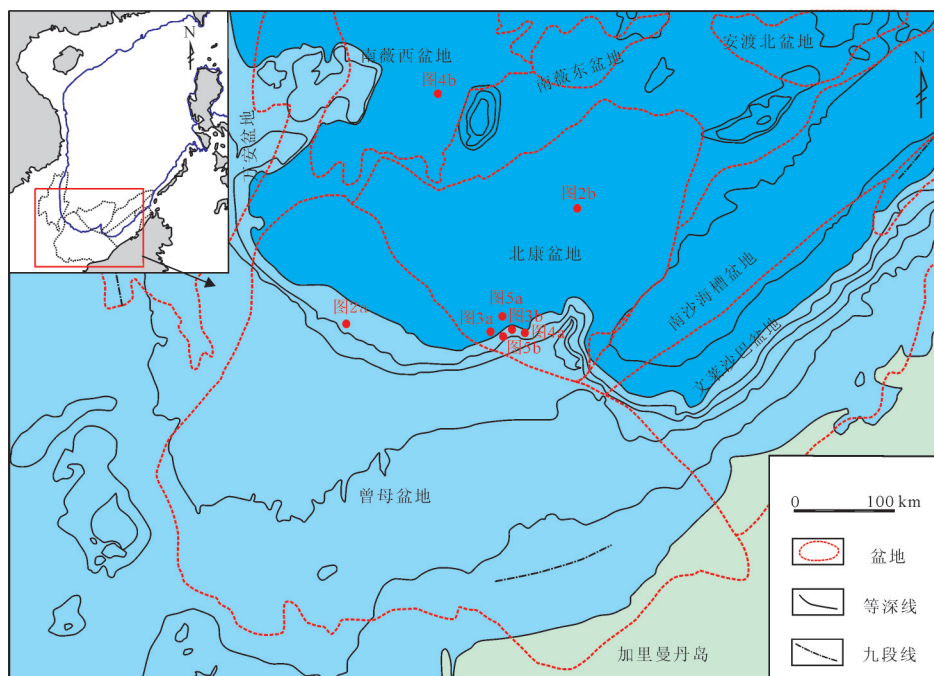 N
南薇西盆地
图4b
南薇东盆地
安渡北盆地
N
安盆地
图2b
北康盆地
南沙海槽盆地
图5a
图2a
图3a
图3b
图4a
图5b
文莱沙巴盆地
曾母盆地
0 100 km
盆地
等深线
九段线
加里曼丹岛